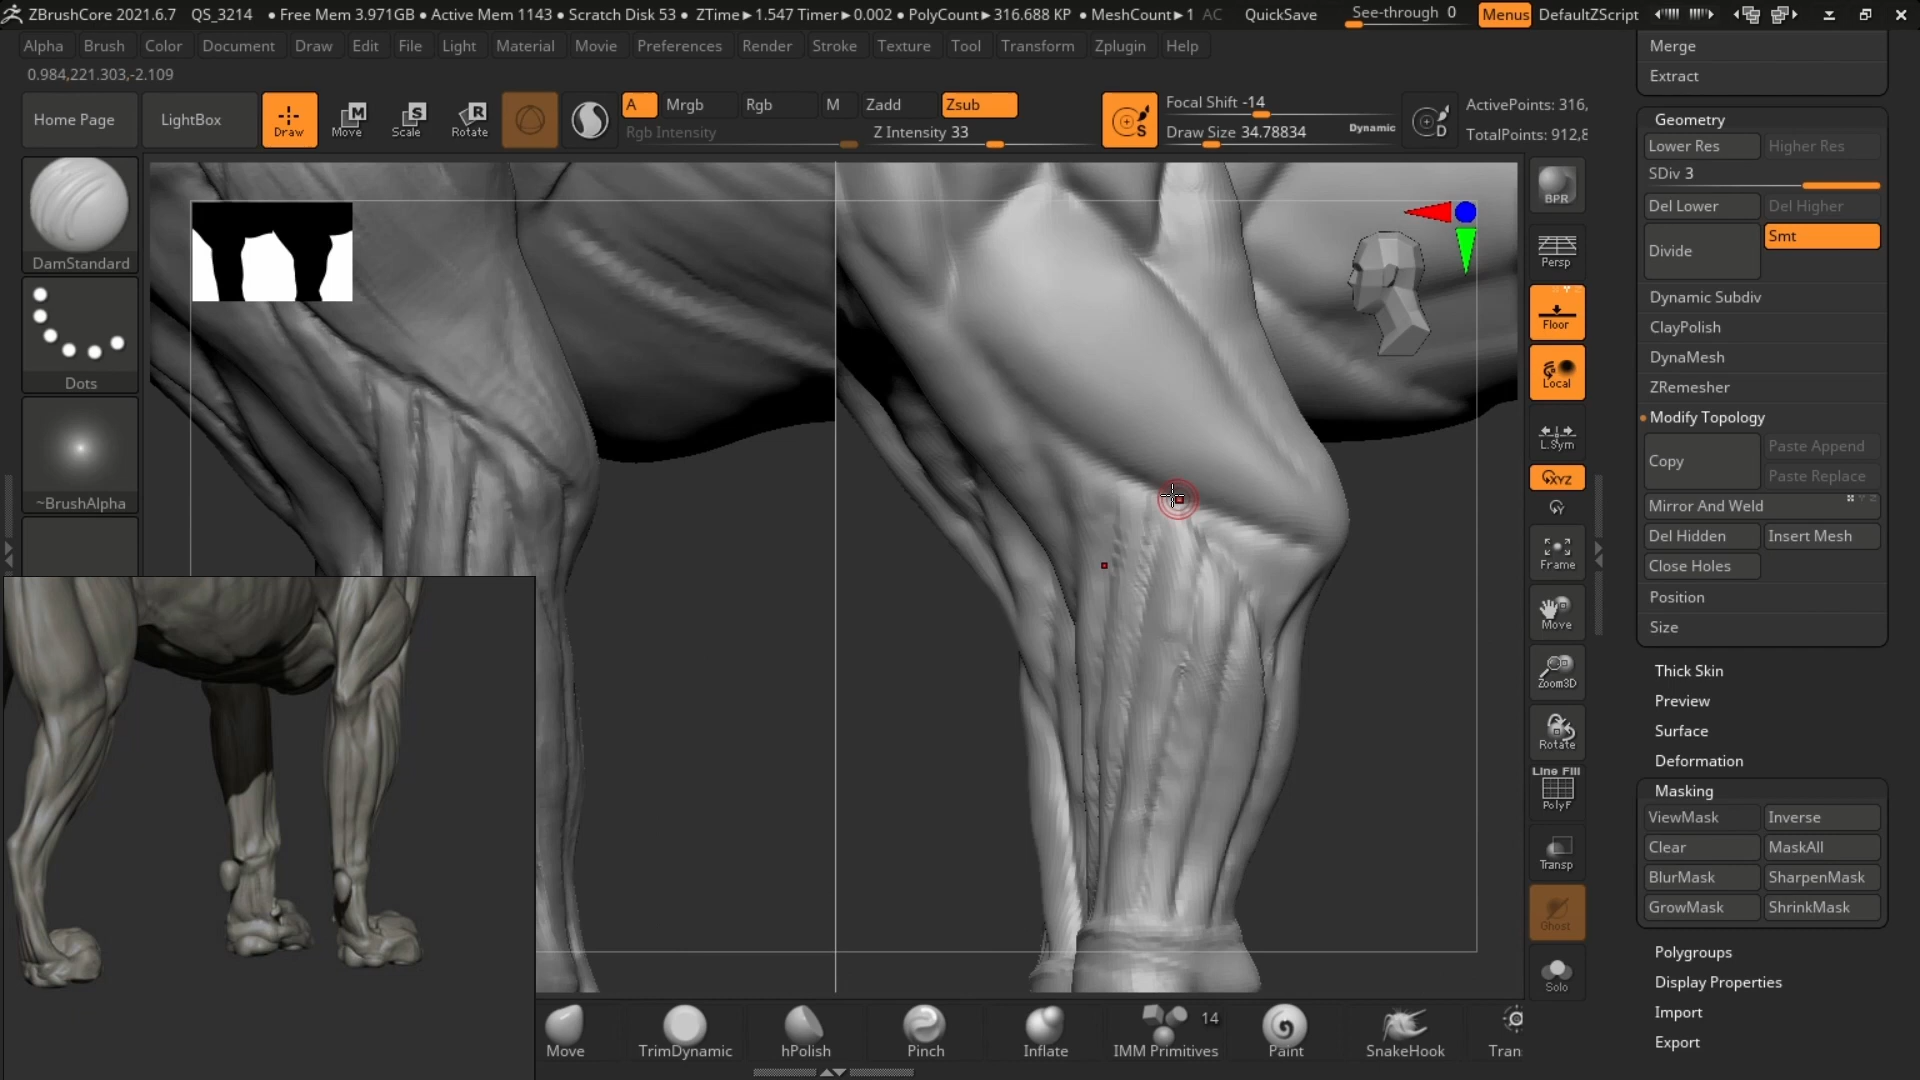 ZBrushCore 2021.6.7 QS_3214 • Free Mem 3.971GB • Active Mem 1143 • Scratch Disk 53 • ZTime►1.547 Timer►0.002 • PolyCount►316.688 KP • MeshCount►1 AC QuickSave See-through 0 Menus DefaultZScript
Alpha Brush Color Document Draw Edit File Light Material Movie Preferences Render Stroke Texture Tool Transform Zplugin Help
0.984,221.303,-2.109
Home Page LightBox Draw Move Scale Rotate
M S R
A Mrgb Rgb M Zadd Zsub
Rgb Intensity Z Intensity 33
S Focal Shift -14
Draw Size 34.78834 Dynamic
D ActivePoints: 316,
TotalPoints: 912,8
DamStandard
Dots
~BrushAlpha
BPR
Persp
Floor
Local
L.Sym
XYZ
Y
Frame
Move
Zoom3D
Rotate
Line Fill
PolyF
Transp
Ghost
Solo
Merge
Extract
Geometry
Lower Res Higher Res
SDiv 3
Del Lower Del Higher
Divide Smt
Dynamic Subdiv
ClayPolish
DynaMesh
ZRemesher
Modify Topology
Copy Paste Append
Paste Replace
Mirror And Weld
Del Hidden Insert Mesh
Close Holes
Position
Size
Thick Skin
Preview
Surface
Deformation
Masking
ViewMask Inverse
Clear MaskAll
BlurMask SharpenMask
GrowMask ShrinkMask
Polygroups
Display Properties
Import
Export
Move TrimDynamic hPolish Pinch Inflate IMM Primitives 14 Paint SnakeHook Tran